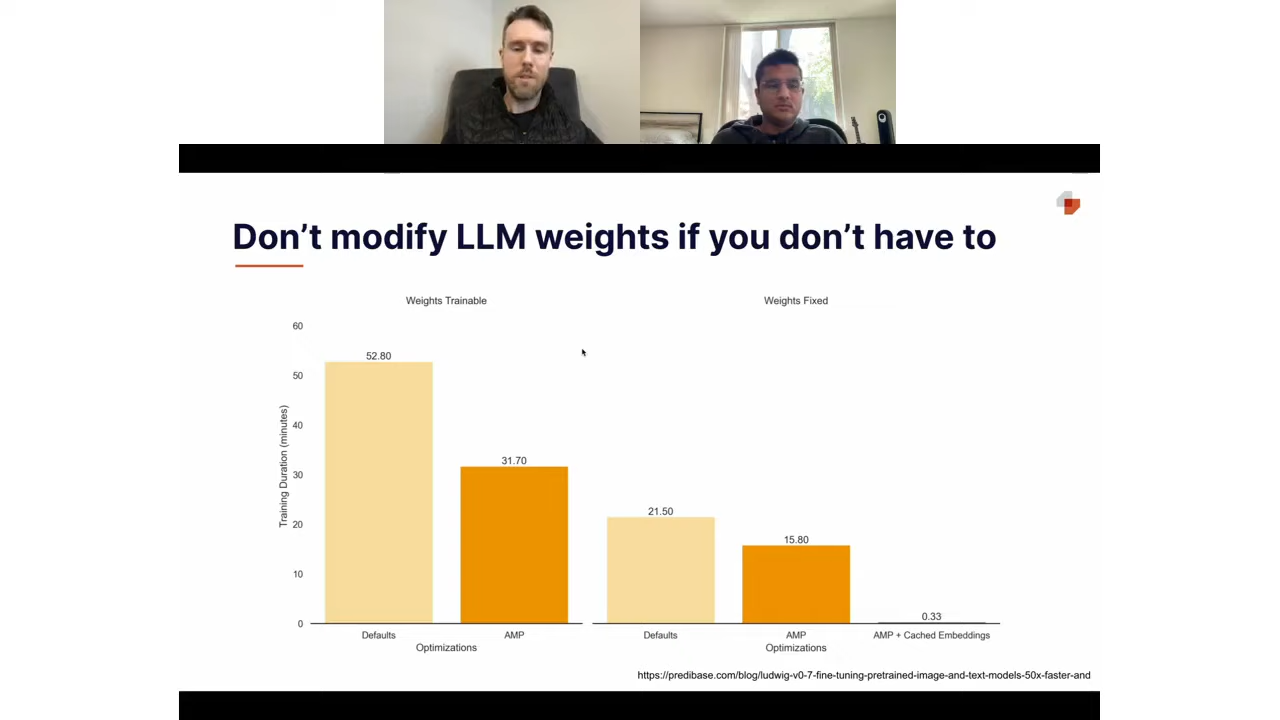 Don't modify LLM weights if you don't have to
Weights Trainable
Weights Fixed
Training Duration (minutes)
60
50
40
30
20
10
0
52.80
31.70
21.50
15.80
0.33
Defaults
AMP
Defaults
AMP
AMP + Cached Embeddings
Optimizations
Optimizations
https://predibase.com/blog/ludwig-v0-7-fine-tuning-pretrained-image-and-text-models-50x-faster-and